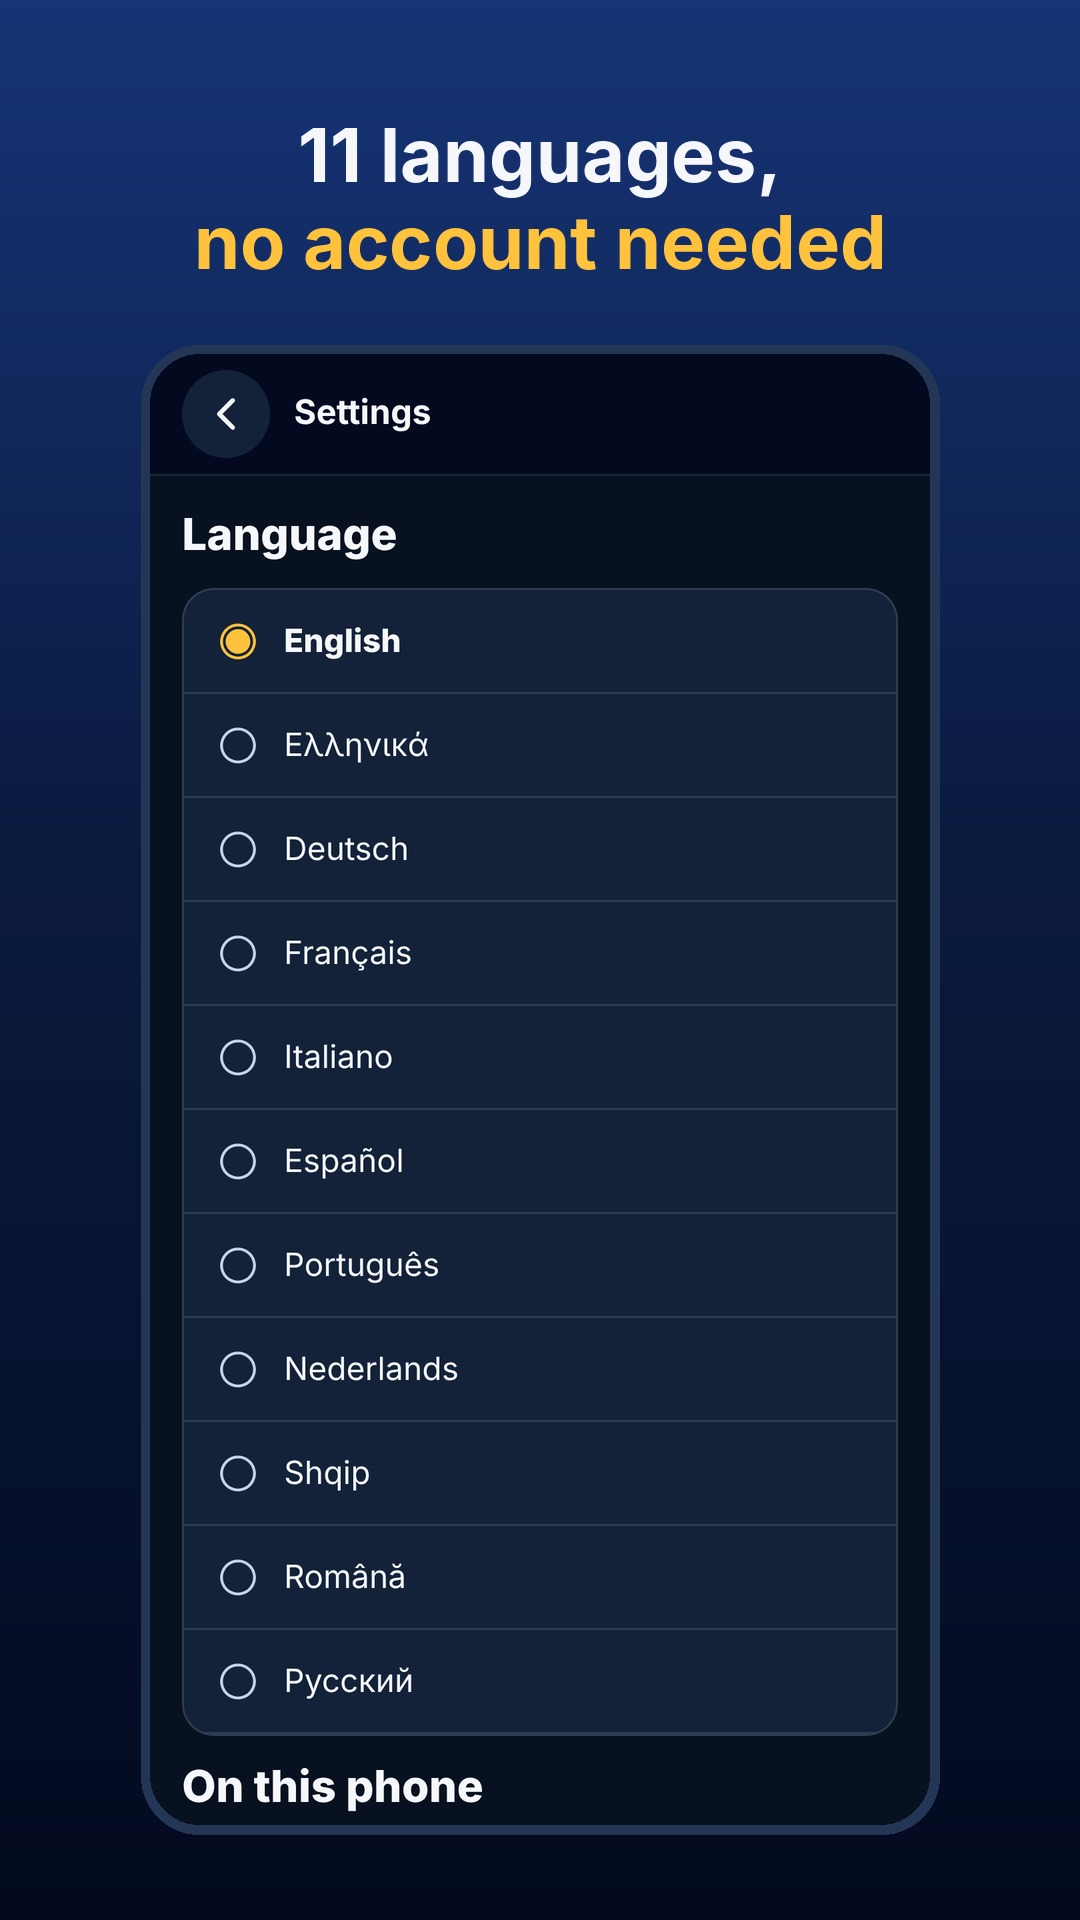 11 languages,
no account needed
Settings
Language
English
Ελληνικά
Deutsch
Français
Italiano
Español
Português
Nederlands
Shqip
Română
Русский
On this phone